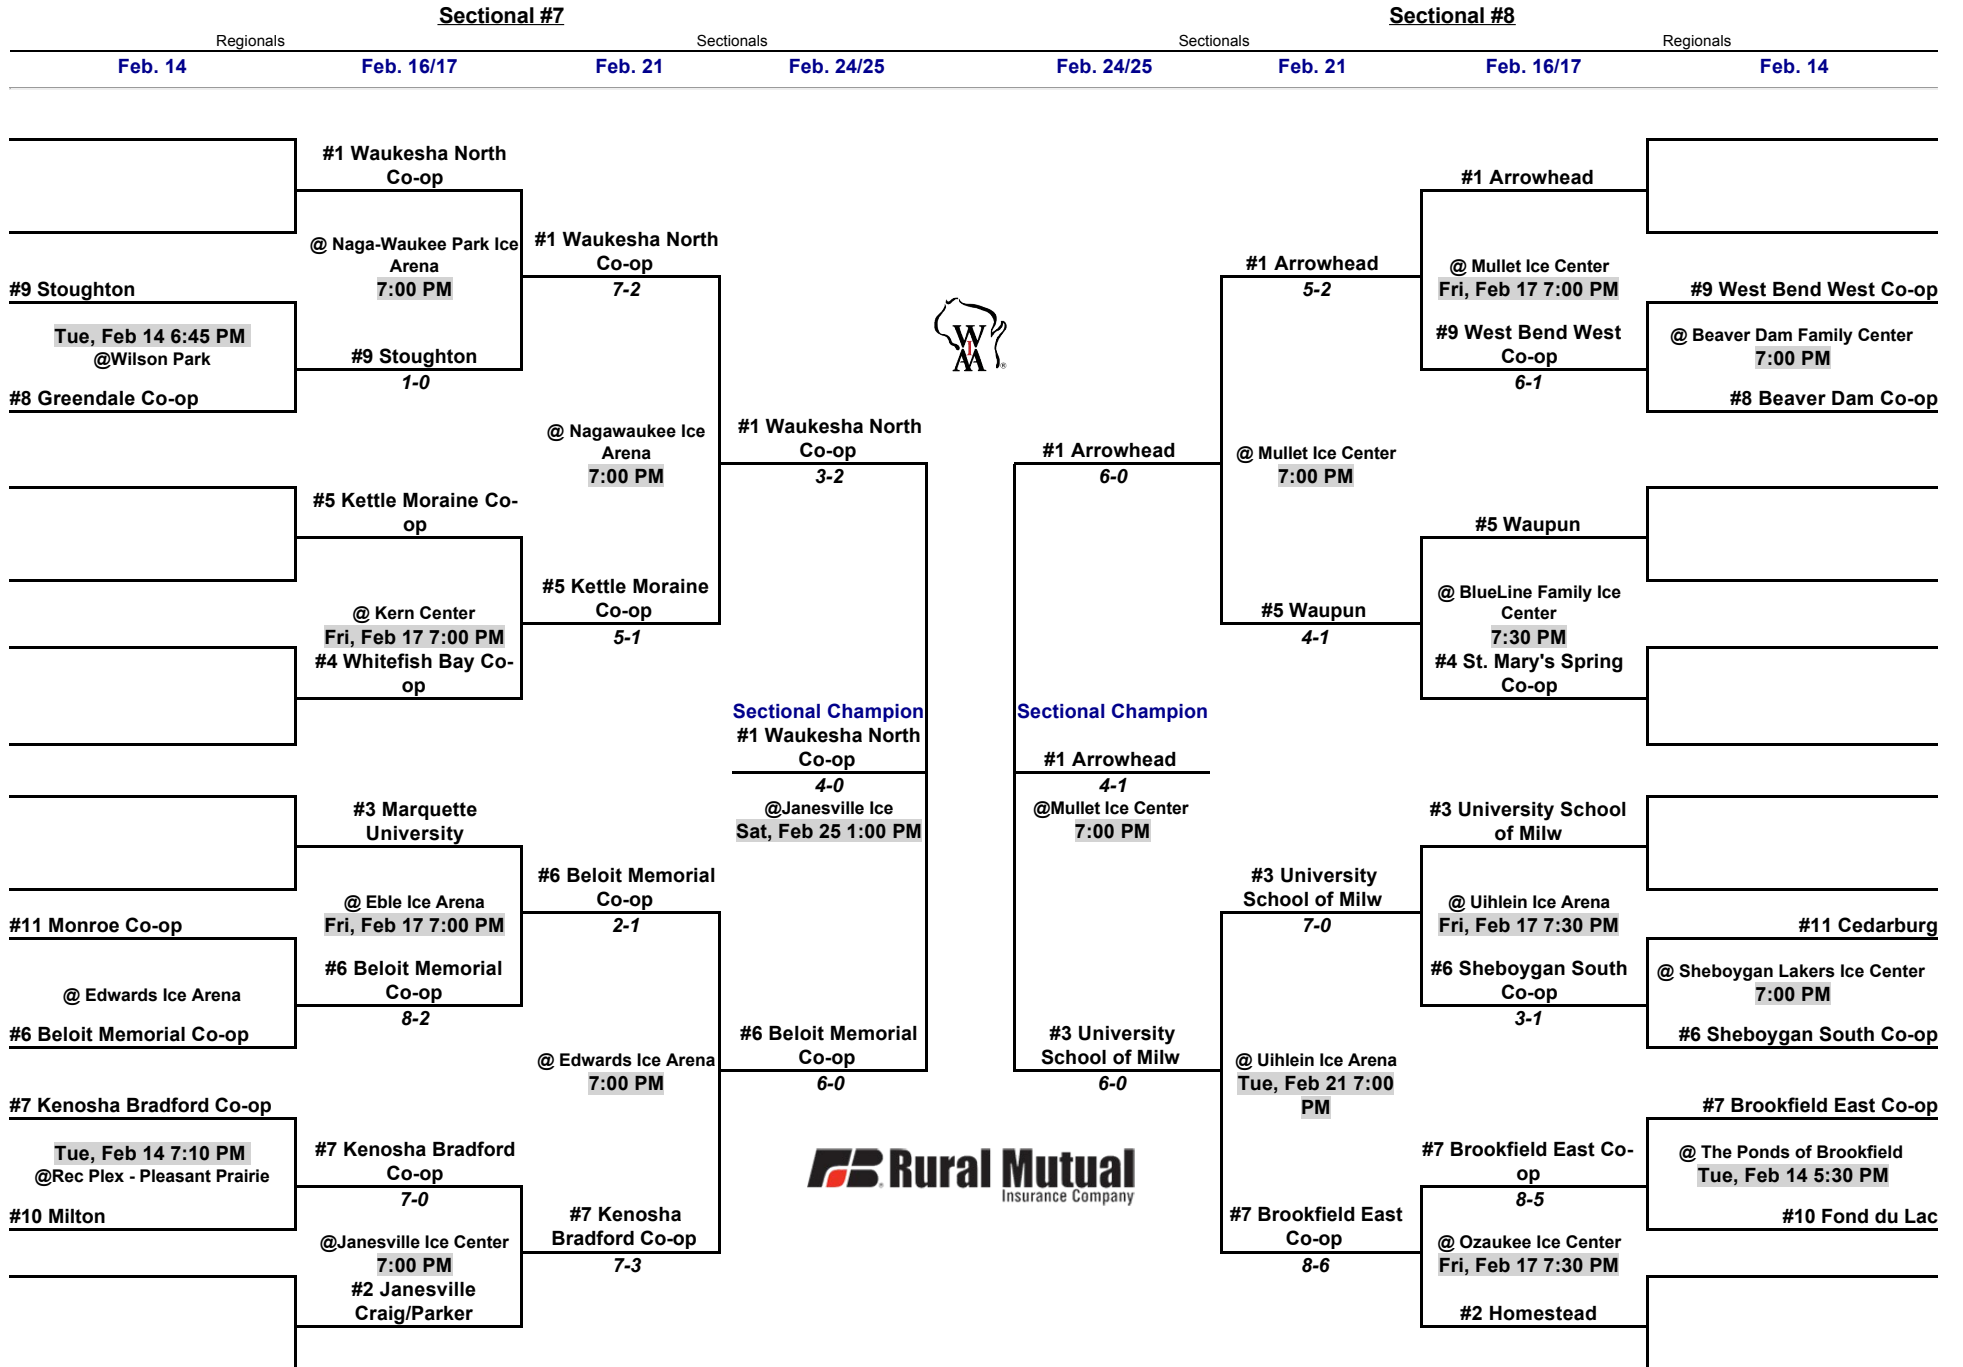 Sectional #7
Sectional #8
Regionals
Sectionals
Sectionals
Regionals
Feb. 14
Feb. 16/17
Feb. 21
Feb. 24/25
Feb. 24/25
Feb. 21
Feb. 16/17
Feb. 14
#9 Stoughton
Tue, Feb 14 6:45 PM
@Wilson Park
#8 Greendale Co-op
#11 Monroe Co-op
@ Edwards Ice Arena
#6 Beloit Memorial Co-op
#7 Kenosha Bradford Co-op
Tue, Feb 14 7:10 PM
@Rec Plex - Pleasant Prairie
#10 Milton
#1 Waukesha North
Co-op
@ Naga-Waukee Park Ice
Arena
7:00 PM
#9 Stoughton
1-0
#5 Kettle Moraine Co-
op
@ Kern Center
Fri, Feb 17 7:00 PM
#4 Whitefish Bay Co-
op
#3 Marquette
University
@ Eble Ice Arena
Fri, Feb 17 7:00 PM
#6 Beloit Memorial
Co-op
8-2
#7 Kenosha Bradford
Co-op
7-0
@Janesville Ice Center
7:00 PM
#2 Janesville
Craig/Parker
#1 Waukesha North
Co-op
7-2
@ Nagawaukee Ice
Arena
7:00 PM
#5 Kettle Moraine
Co-op
5-1
#6 Beloit Memorial
Co-op
2-1
@ Edwards Ice Arena
7:00 PM
#7 Kenosha
Bradford Co-op
7-3
#1 Waukesha North
Co-op
3-2
Sectional Champion
#1 Waukesha North
Co-op
4-0
@Janesville Ice
Sat, Feb 25 1:00 PM
#6 Beloit Memorial
Co-op
6-0
W
I
AA
®
Rural Mutual
Insurance Company
#1 Arrowhead
6-0
Sectional Champion
#1 Arrowhead
4-1
@Mullet Ice Center
7:00 PM
#3 University
School of Milw
6-0
#1 Arrowhead
5-2
@ Mullet Ice Center
7:00 PM
#5 Waupun
4-1
#3 University
School of Milw
7-0
@ Uihlein Ice Arena
Tue, Feb 21 7:00
PM
#7 Brookfield East
Co-op
8-6
#1 Arrowhead
@ Mullet Ice Center
Fri, Feb 17 7:00 PM
#9 West Bend West
Co-op
6-1
#5 Waupun
@ BlueLine Family Ice
Center
7:30 PM
#4 St. Mary's Spring
Co-op
#3 University School
of Milw
@ Uihlein Ice Arena
Fri, Feb 17 7:30 PM
#6 Sheboygan South
Co-op
3-1
#7 Brookfield East Co-
op
8-5
@ Ozaukee Ice Center
Fri, Feb 17 7:30 PM
#2 Homestead
#9 West Bend West Co-op
@ Beaver Dam Family Center
7:00 PM
#8 Beaver Dam Co-op
#11 Cedarburg
@ Sheboygan Lakers Ice Center
7:00 PM
#6 Sheboygan South Co-op
#7 Brookfield East Co-op
@ The Ponds of Brookfield
Tue, Feb 14 5:30 PM
#10 Fond du Lac